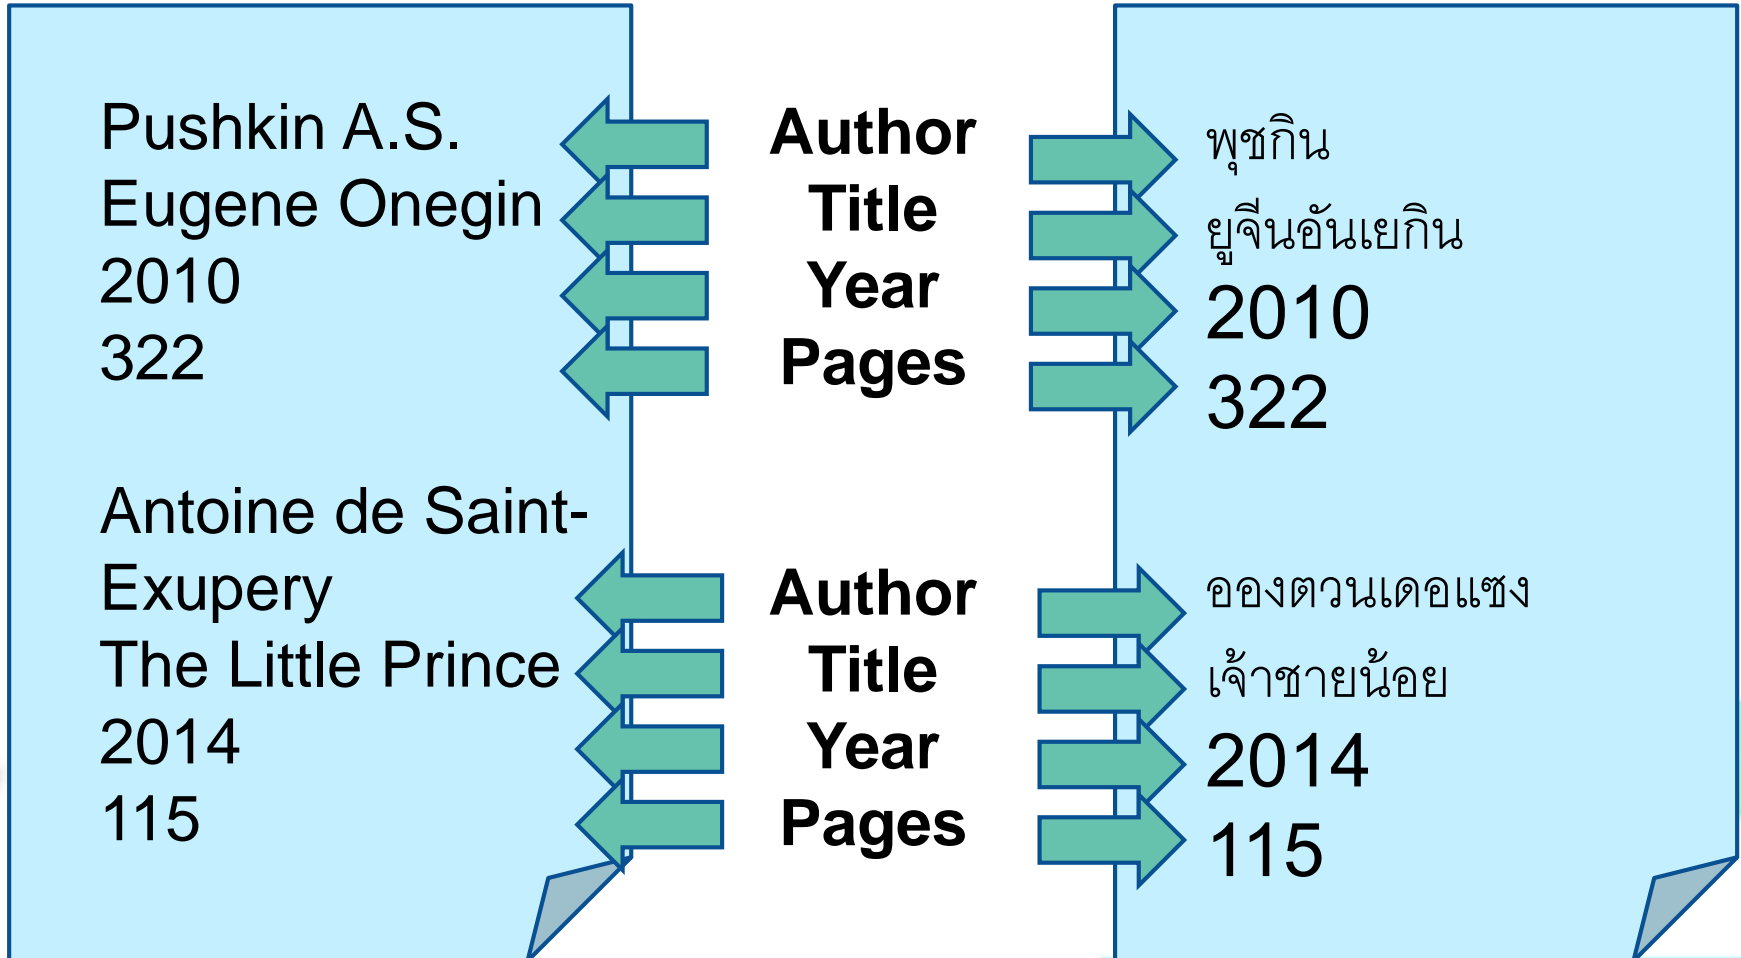 Pushkin A.S.
Eugene Onegin
2010
322
Antoine de Saint-
Exupery
The Little Prince
2014
115
Author
Title
Year
Pages
Author
Title
Year
Pages
พุชกิน
ยูจีนอันเยกิน
2010
322
อองตวนเดอแซง
เจ้าชายน้อย
2014
115